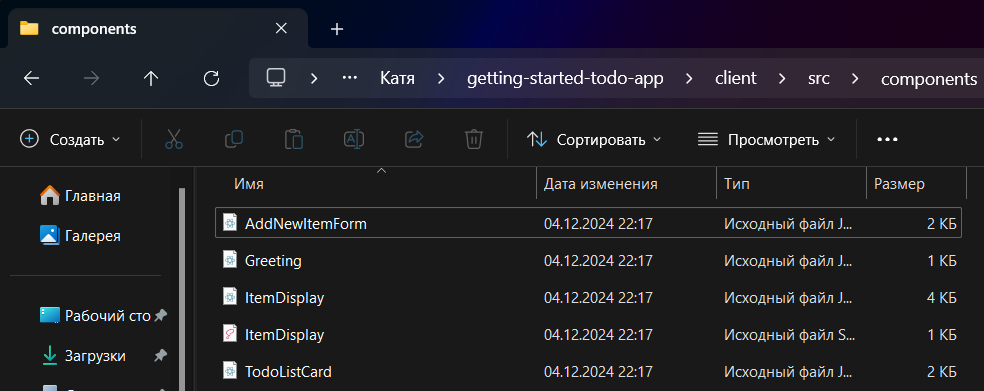 components
Катя getting-started-todo-app client src components
Создать Сортировать Просмотреть
Главная
Галерея
Рабочий сто
Загрузки
Имя Дата изменения Тип Размер
AddNewItemForm 04.12.2024 22:17 Исходный файл J... 2 КБ
Greeting 04.12.2024 22:17 Исходный файл J... 1 КБ
ItemDisplay 04.12.2024 22:17 Исходный файл J... 4 КБ
ItemDisplay 04.12.2024 22:17 Исходный файл S... 1 КБ
TodoListCard 04.12.2024 22:17 Исходный файл J... 2 КБ